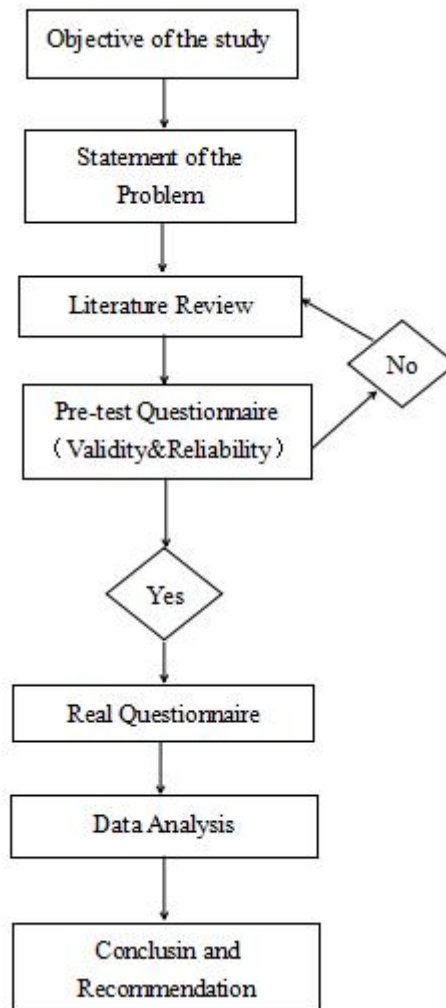 Objective of the study
Statement of the
Problem
Literature Review
No
Pre-test Questionnaire
（Validity&Reliability）
Yes
Real Questionnaire
Data Analysis
Conclusin and
Recommendation